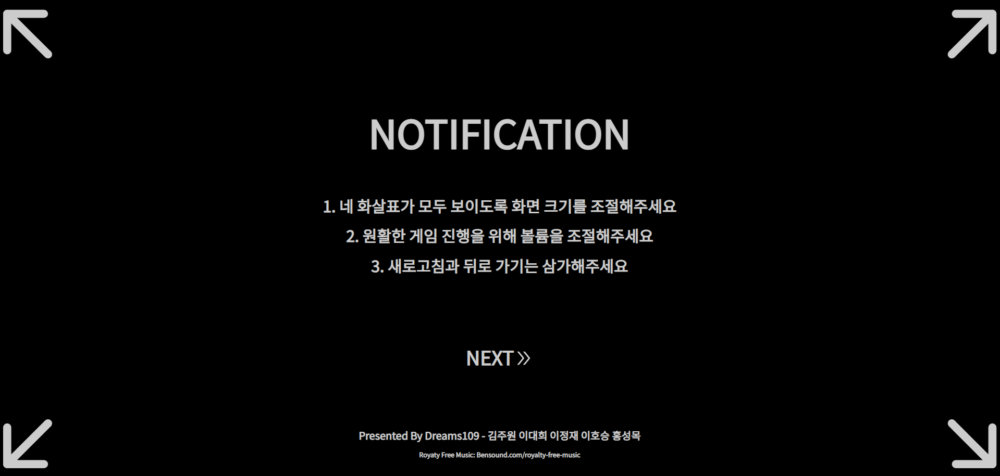 NOTIFICATION
1. 네 화살표가 모두 보이도록 화면 크기를 조절해주세요
2. 원활한 게임 진행을 위해 볼륨을 조절해주세요
3. 새로고침과 뒤로 가기는 삼가해주세요
NEXT
Presented By Dreams109 - 김주원 이대희 이정재 이호승 홍성목
Royaty Free Music: Bensound.com/royalty-free-music